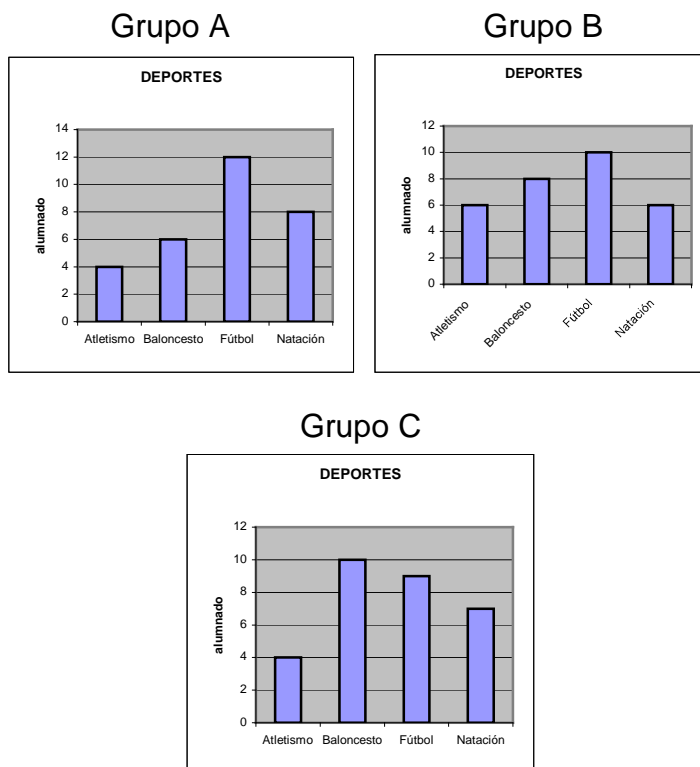 Grupo A
DEPORTES
alumnado
14
12
10
8
6
4
2
0
Atletismo Baloncesto Fútbol Natación
Grupo B
DEPORTES
alumnado
12
10
8
6
4
2
0
Atletismo Baloncesto Fútbol Natación
Grupo C
DEPORTES
alumnado
12
10
8
6
4
2
0
Atletismo Baloncesto Fútbol Natación